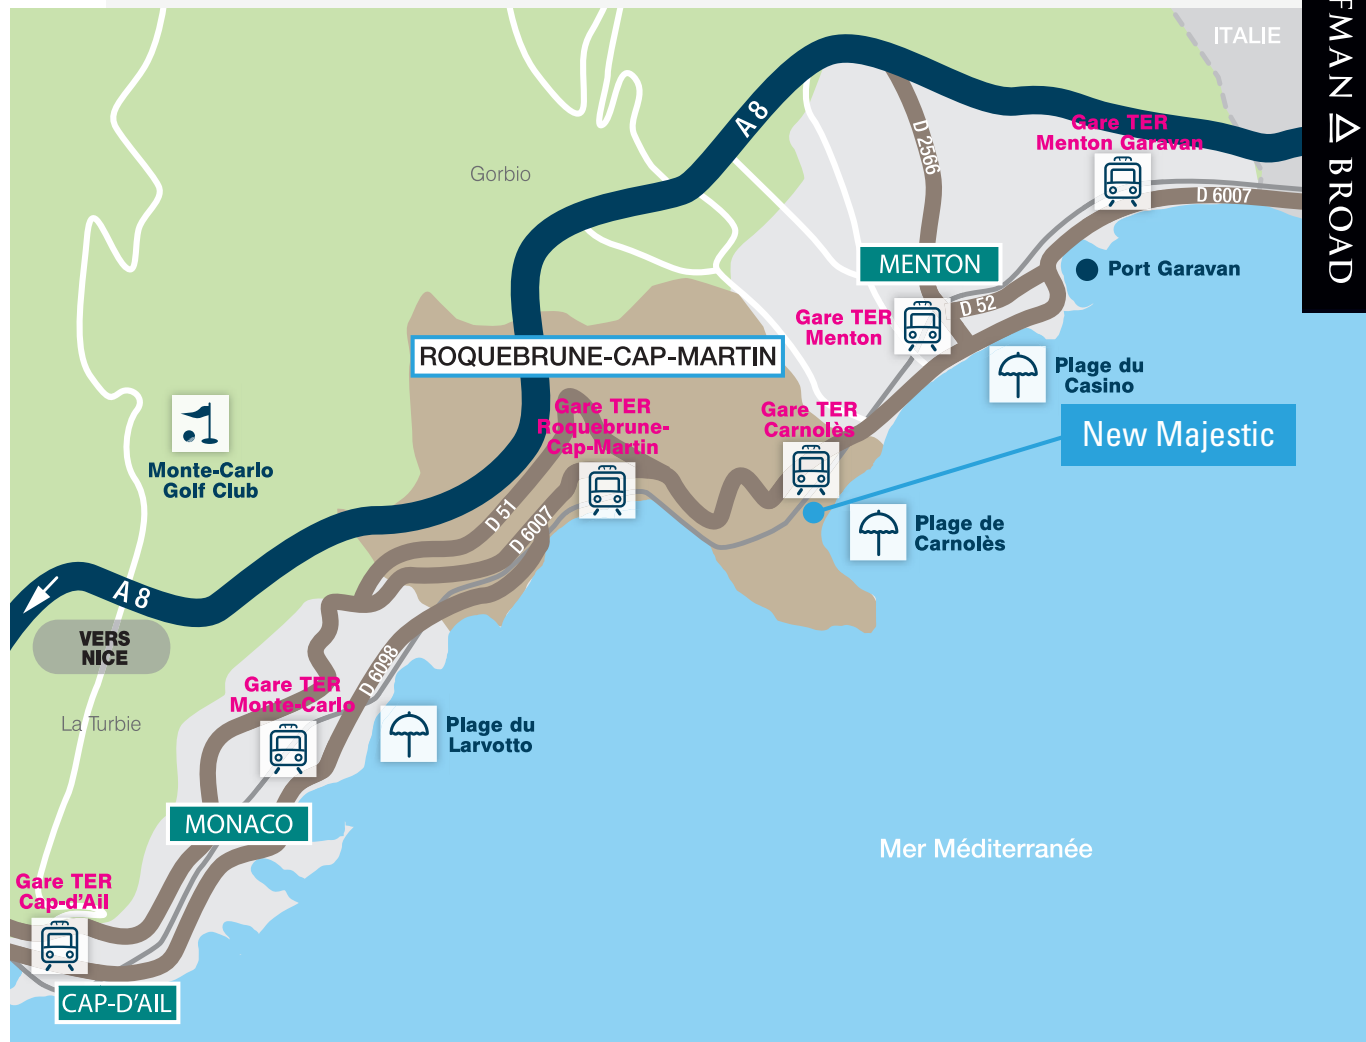 ITALIE
FMAN BROAD
A 8
D 2566
Gare TER
Menton Garavan
D 6007
Gorbio
MENTON
Port Garavan
D 52
Gare TER
Menton
ROQUEBRUNE-CAP-MARTIN
Plage du
Casino
Gare TER
Roquebrune-
Cap-Martin
Gare TER
Carnolès
New Majestic
Monte-Carlo
Golf Club
D 51
D 6007
Plage de
Carnolès
A 8
VERS
NICE
D 6098
Gare TER
Monte-Carlo
La Turbie
Plage du
Larvotto
MONACO
Mer Méditerranée
Gare TER
Cap-d'Ail
CAP-D'AIL